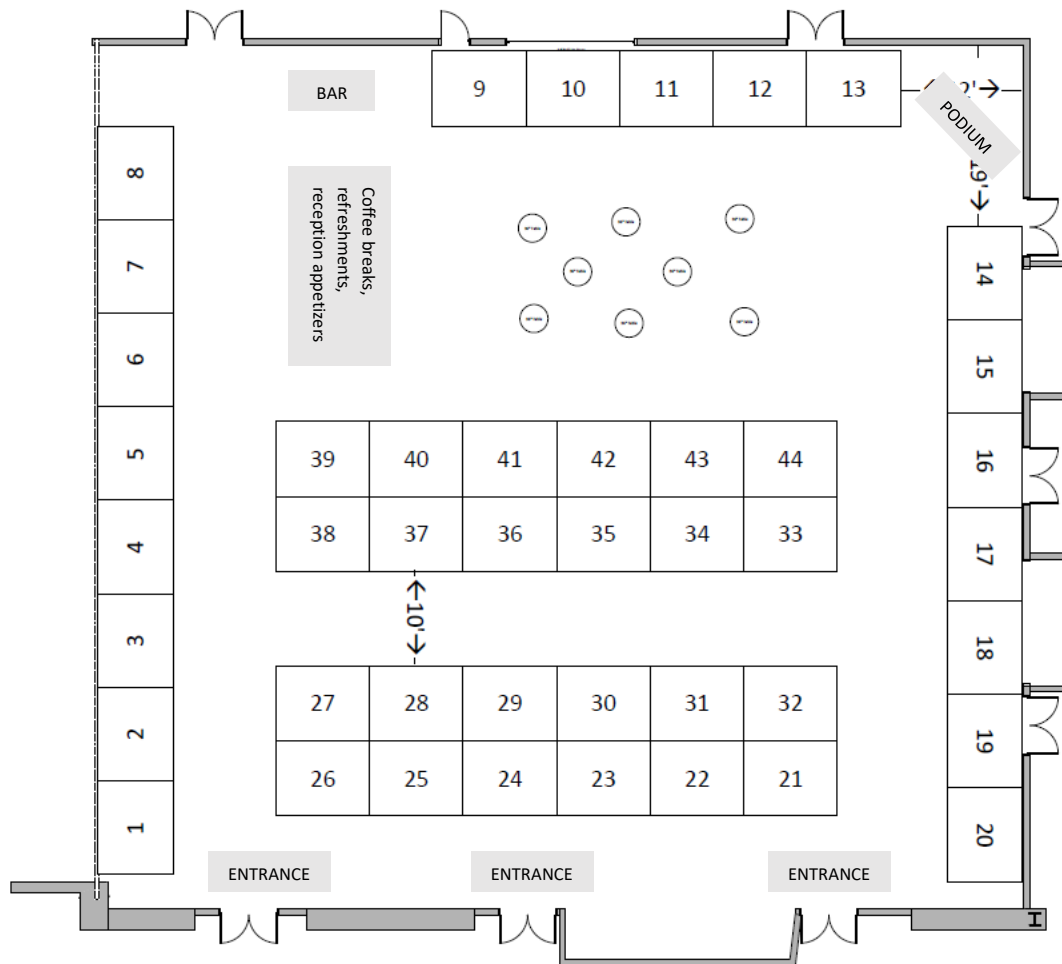 BAR
9 10 11 12 13
2'
PODIUM
19'
8
7
6
5
4
3
2
1
Coffee breaks,
refreshments,
reception appetizers
14
15
16
17
18
19
20
39 40 41 42 43 44
38 37 36 35 34 33
10'
27 28 29 30 31 32
26 25 24 23 22 21
ENTRANCE ENTRANCE ENTRANCE